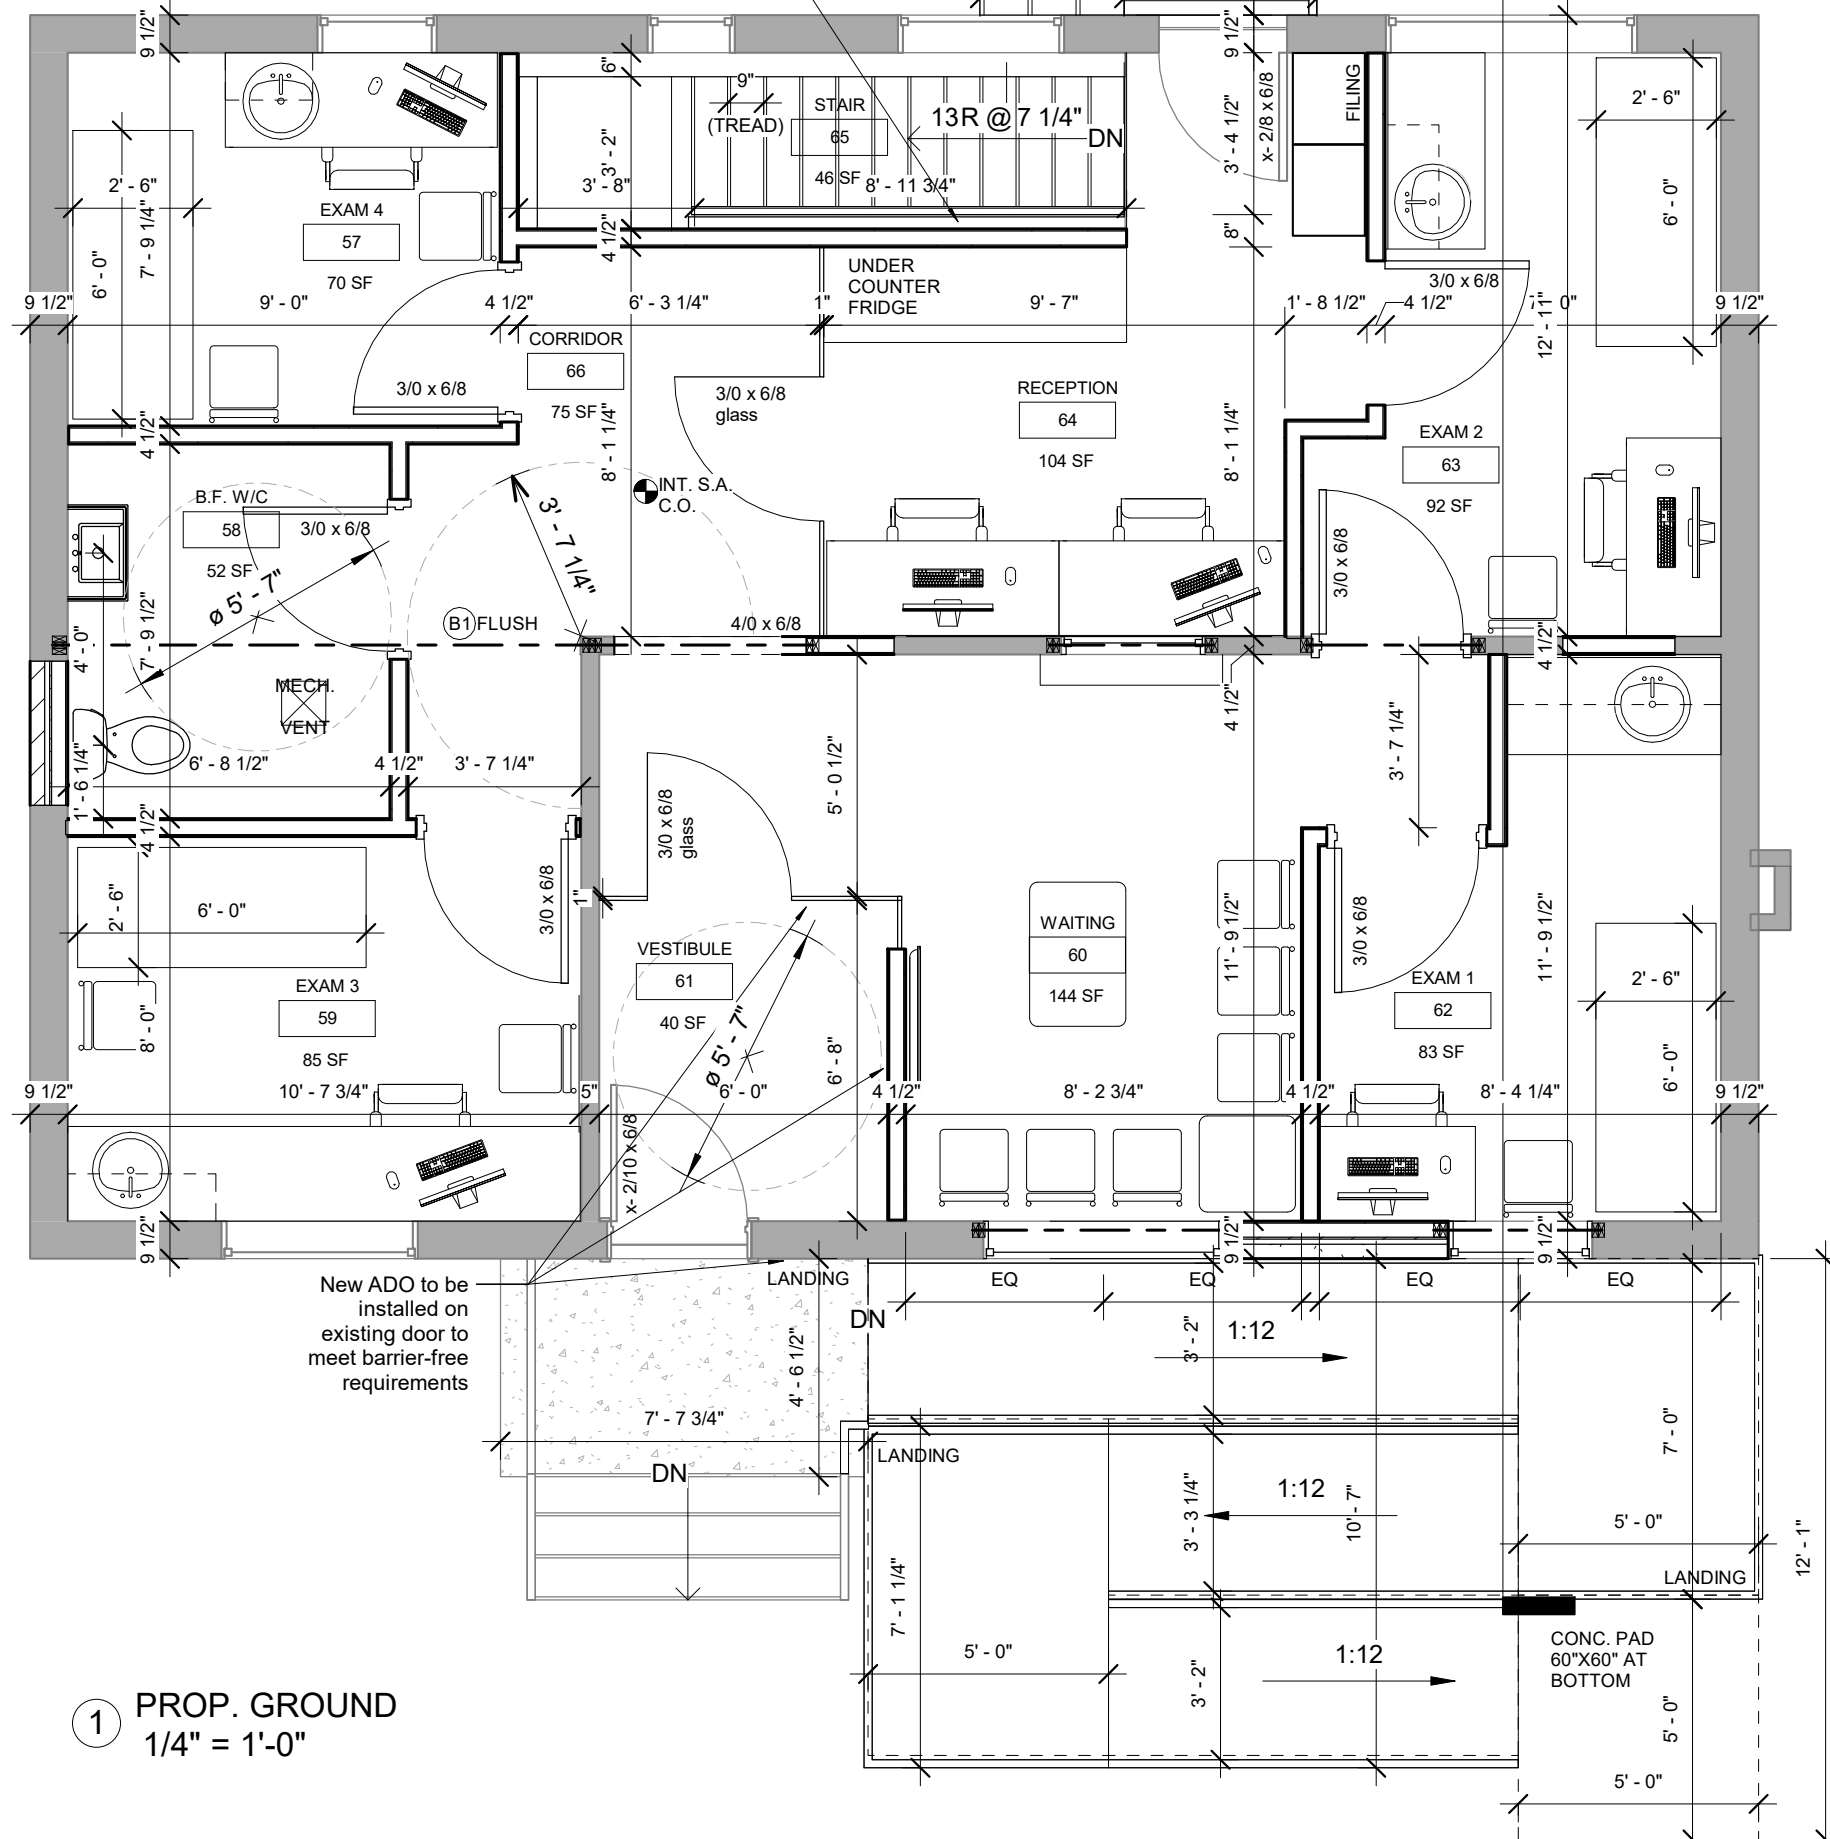 9 1/2"
6"
9"
(TREAD)
STAIR
65
46 SF
13R @ 7 1/4"
DN
9 1/2"
3' - 4 1/2"
x- 2/8 x 6/8
FILING
2' - 6"
6' - 0"
3' - 2"
3' - 8"
8' - 11 3/4"
8"
4 1/2"
2' - 6"
7' - 9 1/4"
6' - 0"
EXAM 4
57
70 SF
UNDER
COUNTER
FRIDGE
3/0 x 6/8
9 1/2"
9' - 0"
4 1/2"
6' - 3 1/4"
1"
9' - 7"
1' - 8 1/2"
4 1/2"
12' - 11"
9 1/2"
CORRIDOR
66
75 SF
3/0 x 6/8
3/0 x 6/8
glass
RECEPTION
64
104 SF
8' - 1 1/4"
8' - 1 1/4"
4 1/2"
EXAM 2
63
92 SF
B.F. W/C
58
52 SF
3/0 x 6/8
INT. S.A.
C.O.
3' - 7 1/4"
ø 5' - 7"
3/0 x 6/8
B1
FLUSH
4/0 x 6/8
4' - 0"
7' - 9 1/2"
4 1/2"
MECH.
VENT
4 1/2"
3' - 7 1/4"
6' - 8 1/2"
4 1/2"
3' - 7 1/4"
1' - 6 1/4"
4 1/2"
5' - 0 1/2"
3/0 x 6/8
glass
2' - 6"
6' - 0"
3/0 x 6/8
1"
VESTIBULE
61
40 SF
WAITING
60
144 SF
11' - 9 1/2"
3/0 x 6/8
11' - 9 1/2"
EXAM 1
62
83 SF
2' - 6"
6' - 0"
EXAM 3
59
85 SF
8' - 0"
ø 5' - 7"
6' - 8"
9 1/2"
10' - 7 3/4"
5"
6' - 0"
4 1/2"
8' - 2 3/4"
4 1/2"
8' - 4 1/4"
9 1/2"
x- 2/10 x 6/8
9 1/2"
9 1/2"
9 1/2"
New ADO to be
installed on
existing door to
meet barrier-free
requirements
LANDING
EQ
EQ
EQ
EQ
DN
1:12
3' - 2"
4' - 6 1/2"
7' - 7 3/4"
LANDING
DN
1:12
3' - 3 1/4"
10' - 7"
7' - 0"
5' - 0"
12' - 1"
LANDING
7' - 1 1/4"
5' - 0"
1:12
3' - 2"
CONC. PAD
60"X60" AT
BOTTOM
5' - 0"
5' - 0"
1
PROP. GROUND
1/4" = 1'-0"